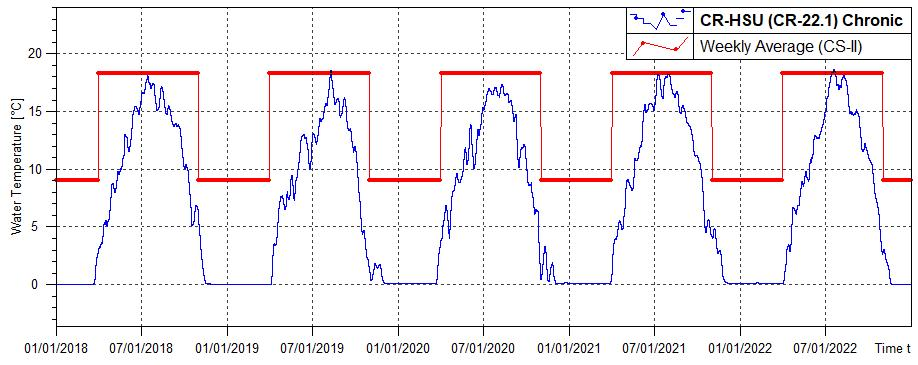 CR-HSU (CR-22.1) Chronic
Weekly Average (CS-II)
Water Temperature [°C]
20
15
10
5
0
01/01/2018 07/01/2018 01/01/2019 07/01/2019 01/01/2020 07/01/2020 01/01/2021 07/01/2021 01/01/2022 07/01/2022 Time t